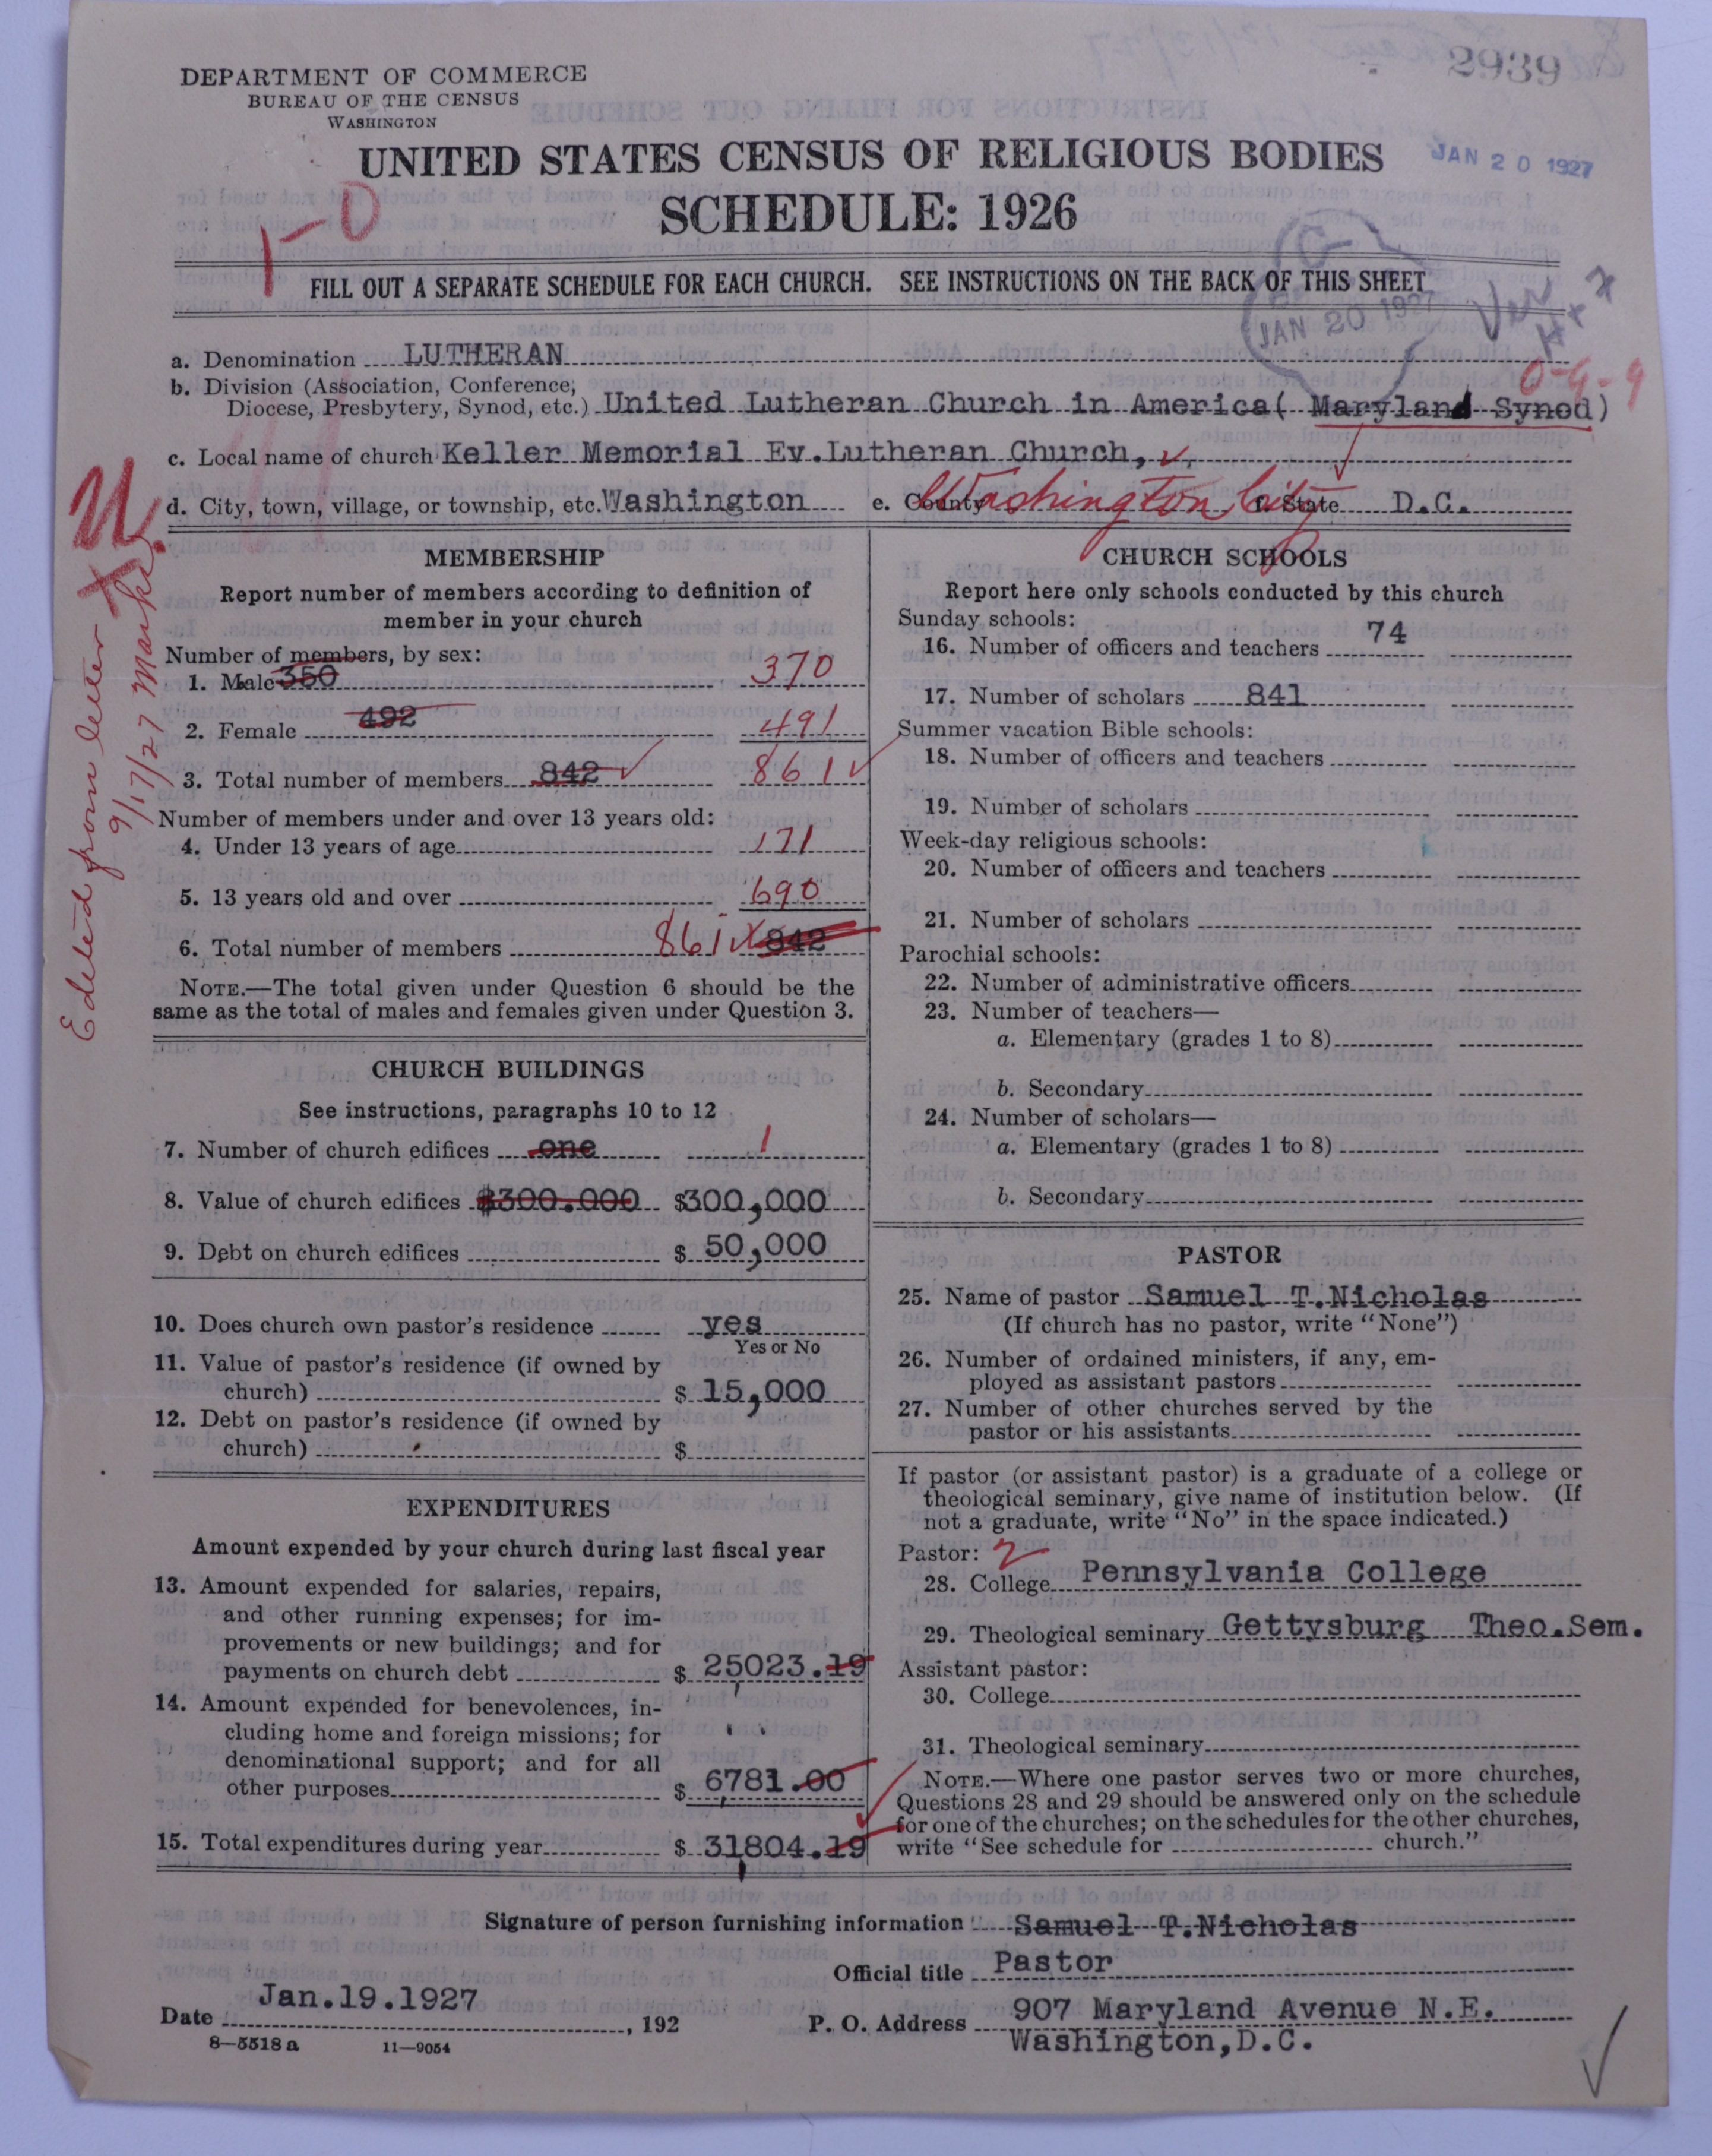 2939
DEPARTMENT OF COMMERCE
BUREAU OF THE CENSUS
WASHINGTON
UNITED STATES CENSUS OF RELIGIOUS BODIES
JAN 20 1927
SCHEDULE: 1926
1-0
FILL OUT A SEPARATE SCHEDULE FOR EACH CHURCH. SEE INSTRUCTIONS ON THE BACK OF THIS SHEET
JAN 20 1927
a. Denomination LUTHERAN
0-9-9
b. Division (Association, Conference,
Diocese, Presbytery, Synod, etc.) United Lutheran Church in America( Maryland Synod)
c. Local name of church Keller Memorial Ev.Lutheran Church,
d. City, town, village, or township, etc. Washington e. County Washington City f. State D.C.
Edited from letter
9/17/27 Marks
MEMBERSHIP
Report number of members according to definition of
member in your church
Number of members, by sex:
1. Male 350 370
2. Female 492 491
3. Total number of members 842 861
Number of members under and over 13 years old:
4. Under 13 years of age 171
5. 13 years old and over 690
6. Total number of members 861 842
NOTE.—The total given under Question 6 should be the
same as the total of males and females given under Question 3.
CHURCH BUILDINGS
See instructions, paragraphs 10 to 12
7. Number of church edifices one 1
8. Value of church edifices $300.000 $300,000
9. Debt on church edifices $ 50,000
10. Does church own pastor's residence yes
Yes or No
11. Value of pastor's residence (if owned by
church) $ 15,000
12. Debt on pastor's residence (if owned by
church) $
EXPENDITURES
Amount expended by your church during last fiscal year
13. Amount expended for salaries, repairs,
and other running expenses; for im-
provements or new buildings; and for
payments on church debt $ 25023.19
14. Amount expended for benevolences, in-
cluding home and foreign missions; for
denominational support; and for all
other purposes $ 6781.00
15. Total expenditures during year $ 31804.19
CHURCH SCHOOLS
Report here only schools conducted by this church
Sunday schools:
16. Number of officers and teachers 74
17. Number of scholars 841
Summer vacation Bible schools:
18. Number of officers and teachers
19. Number of scholars
Week-day religious schools:
20. Number of officers and teachers
21. Number of scholars
Parochial schools:
22. Number of administrative officers
23. Number of teachers—
a. Elementary (grades 1 to 8)
b. Secondary
24. Number of scholars—
a. Elementary (grades 1 to 8)
b. Secondary
PASTOR
25. Name of pastor Samuel T.Nicholas
(If church has no pastor, write "None")
26. Number of ordained ministers, if any, em-
ployed as assistant pastors
27. Number of other churches served by the
pastor or his assistants
If pastor (or assistant pastor) is a graduate of a college or
theological seminary, give name of institution below. (If
not a graduate, write "No" in the space indicated.)
Pastor: 2
28. College Pennsylvania College
29. Theological seminary Gettysburg Theo.Sem.
Assistant pastor:
30. College
31. Theological seminary
NOTE.—Where one pastor serves two or more churches,
Questions 28 and 29 should be answered only on the schedule
for one of the churches; on the schedules for the other churches,
write "See schedule for church."
Signature of person furnishing information Samuel T.Nicholas
Official title Pastor
Date Jan.19.1927 , 192
P. O. Address 907 Maryland Avenue N.E.
Washington,D.C.
8—5518 a 11—9054